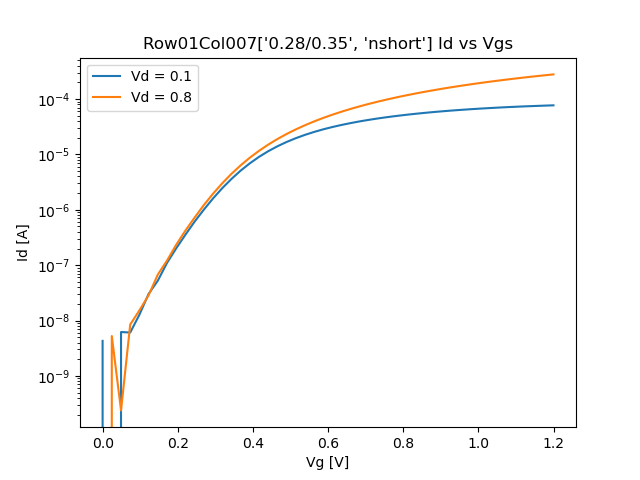 Row01Col007['0.28/0.35', 'nshort'] Id vs Vgs
Vd = 0.1
Vd = 0.8
Id [A]
10⁻⁴
10⁻⁵
10⁻⁶
10⁻⁷
10⁻⁸
10⁻⁹
0.0 0.2 0.4 0.6 0.8 1.0 1.2
Vg [V]